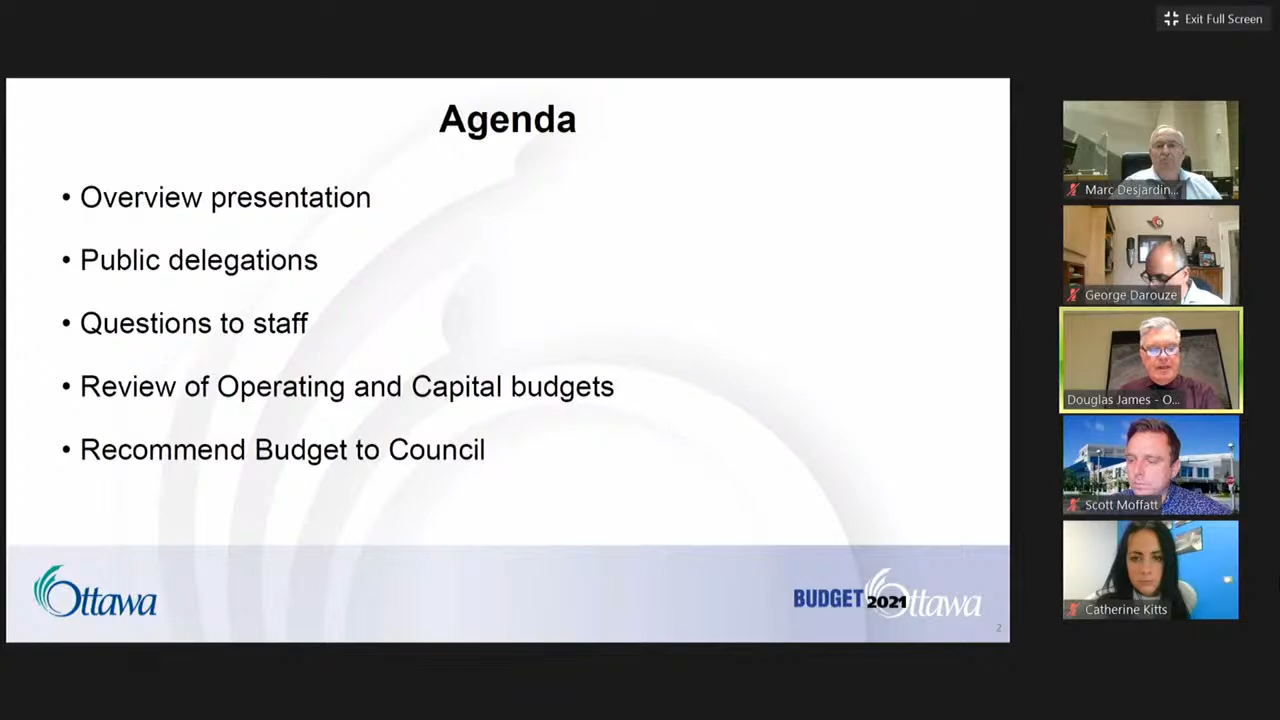 Exit Full Screen
Agenda
• Overview presentation
• Public delegations
• Questions to staff
• Review of Operating and Capital budgets
• Recommend Budget to Council
Ottawa
BUDGET 2021 Ottawa
2
Marc Desjardin...
George Darouze
Douglas James - O...
Scott Moffatt
Catherine Kitts